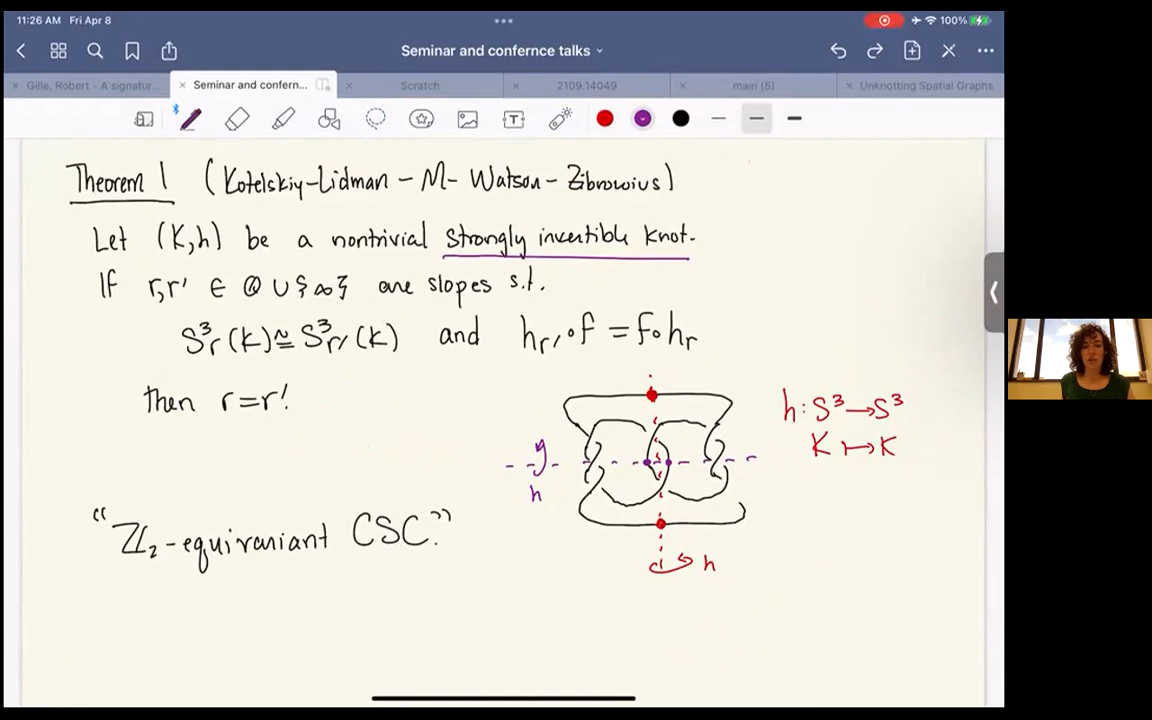 11:26 AM Fri Apr 8
100%
Seminar and confernce talks
Gille, Robert - A signatur...
Seminar and confern...
Scratch
2109.14049
main (5)
Unknotting Spatial Graphs
Theorem 1 (Kotelskiy-Lidman - M- Watson- Zibrowius)
Let (K,h) be a nontrivial strongly invertible knot.
If r,r' ∈ ℚ ∪ {∞} are slopes s.t.
S³ᵣ(K) ≅ S³ᵣ'(K) and hᵣ' ∘ f = f ∘ hᵣ
then r=r'.
h: S³→S³
K ↦ K
h
"ℤ₂-equivariant CSC."
h